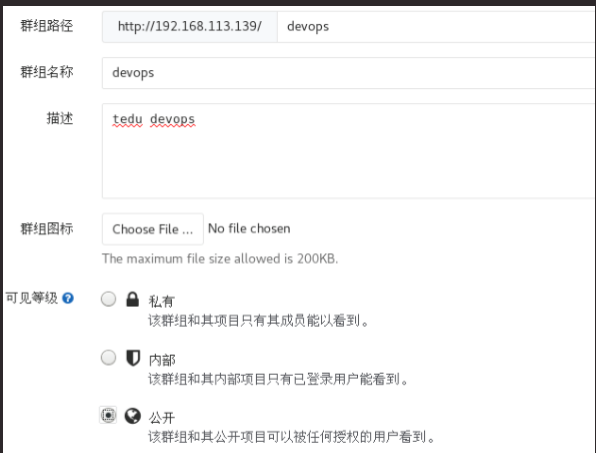 群组路径 http://192.168.113.139/ devops
群组名称 devops
描述 tedu devops
群组图标 Choose File ... No file chosen
The maximum file size allowed is 200KB.
可见等级 ? 私有
该群组和其项目只有其成员能以看到。
内部
该群组和其内部项目只有已登录用户能看到。
公开
该群组和其公开项目可以被任何授权的用户看到。